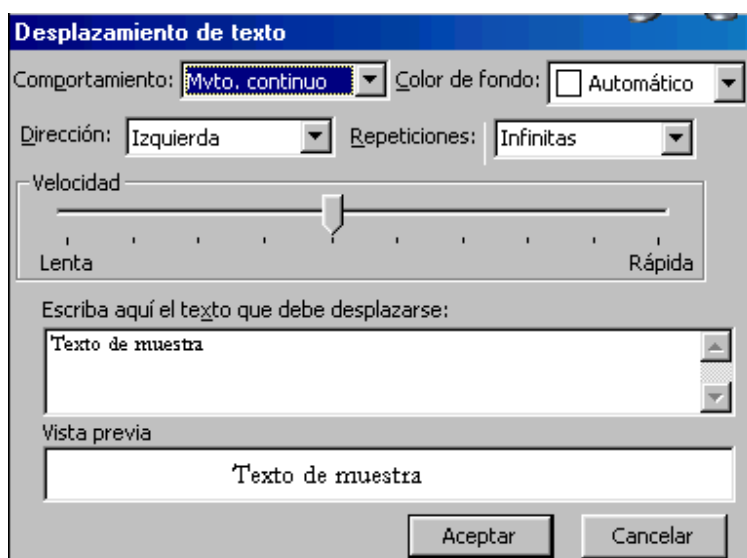 Desplazamiento de texto
Comportamiento: Mvto. continuo Color de fondo: Automático
Dirección: Izquierda Repeticiones: Infinitas
Velocidad
Lenta Rápida
Escriba aquí el texto que debe desplazarse:
Texto de muestra
Vista previa
Texto de muestra
Aceptar Cancelar